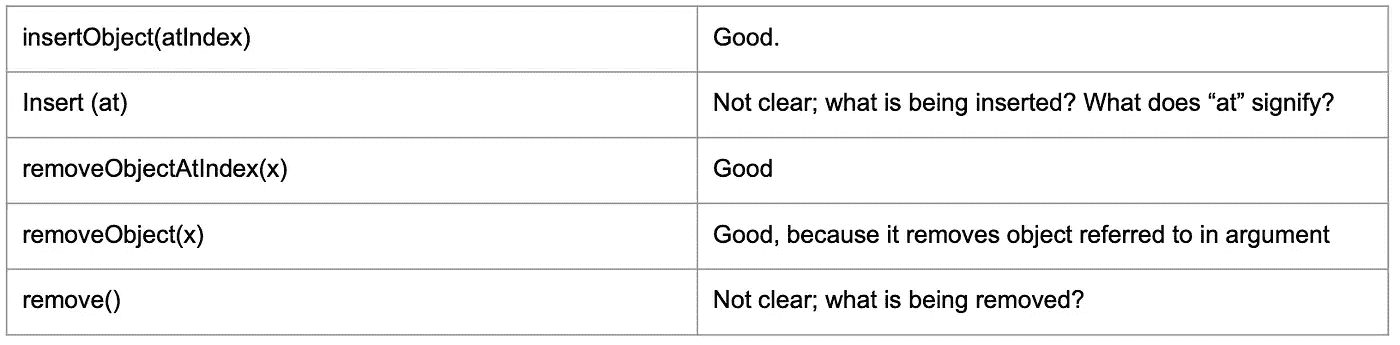 insertObject(atIndex) Good.
Insert (at) Not clear; what is being inserted? What does “at” signify?
removeObjectAtIndex(x) Good
removeObject(x) Good, because it removes object referred to in argument
remove() Not clear; what is being removed?